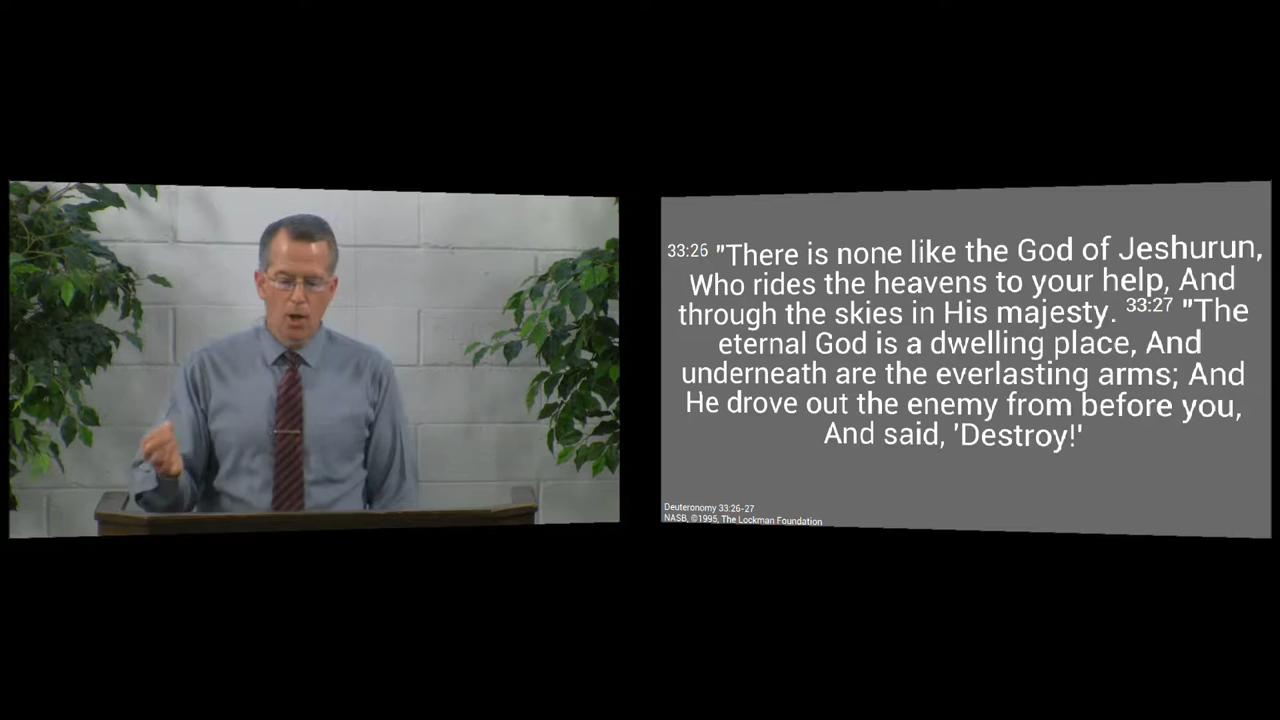 33:26 "There is none like the God of Jeshurun,
Who rides the heavens to your help, And
through the skies in His majesty. 33:27 "The
eternal God is a dwelling place, And
underneath are the everlasting arms; And
He drove out the enemy from before you,
And said, 'Destroy!'
Deuteronomy 33:26-27
NASB, ©1995, The Lockman Foundation